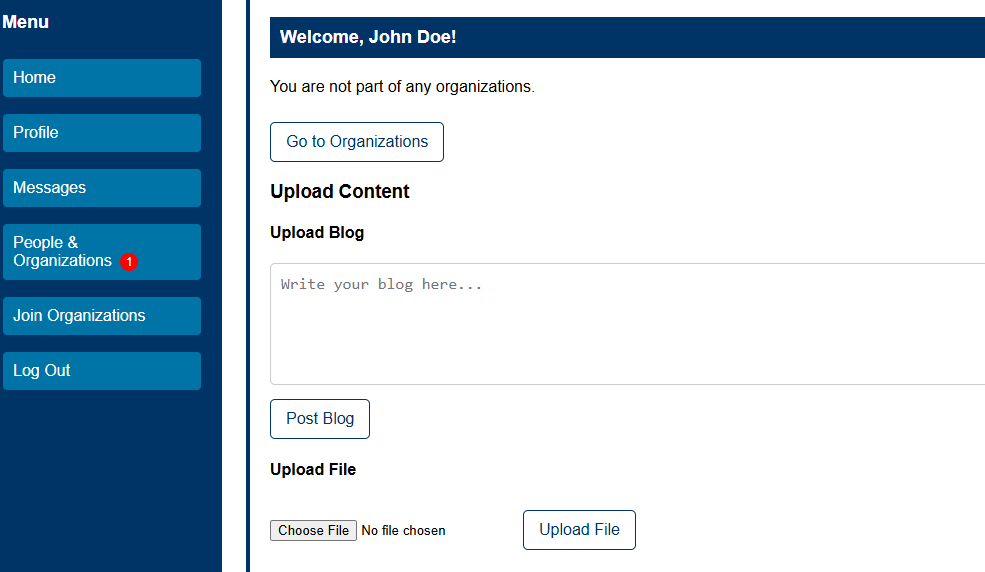 Menu
Home
Profile
Messages
People &
Organizations 1
Join Organizations
Log Out
Welcome, John Doe!
You are not part of any organizations.
Go to Organizations
Upload Content
Upload Blog
Write your blog here...
Post Blog
Upload File
Choose File No file chosen
Upload File